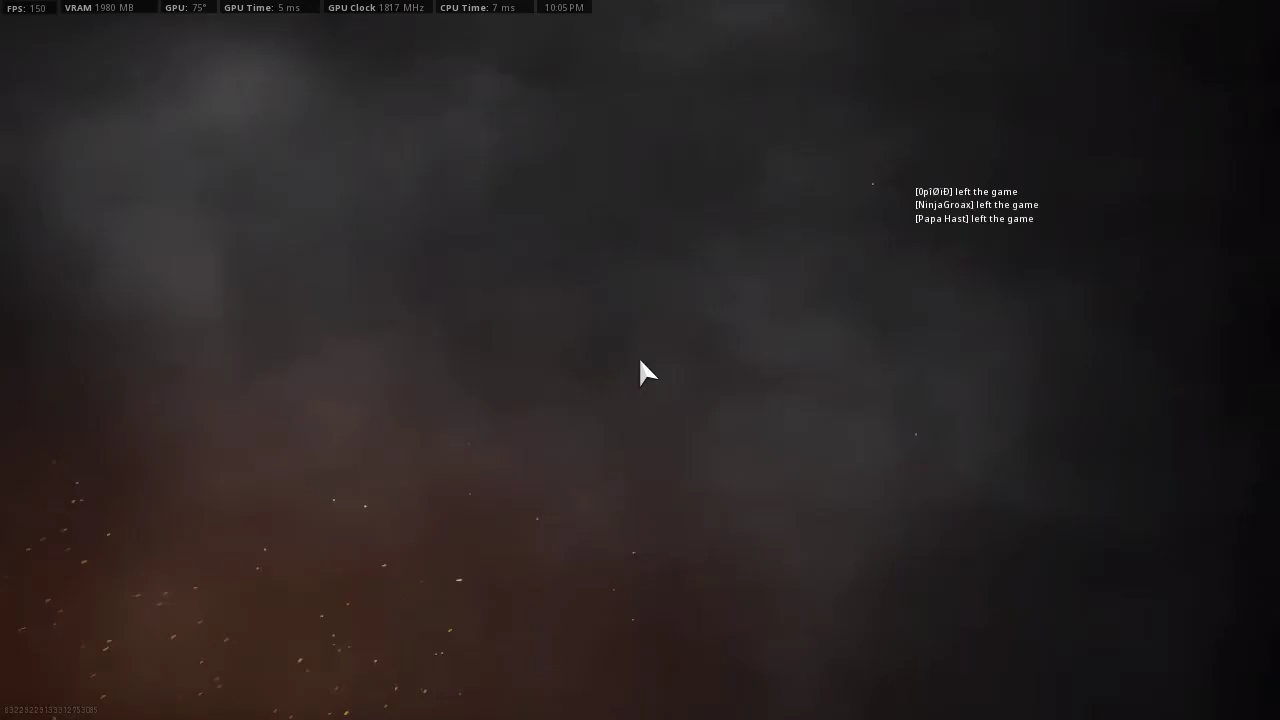 FPS: 150 VRAM 1980 MB GPU: 75° GPU Time: 5 ms GPU Clock 1817 MHz CPU Time: 7 ms 10:05 PM
[0pîØïÐ] left the game
[NinjaGroax] left the game
[Papa Hast] left the game